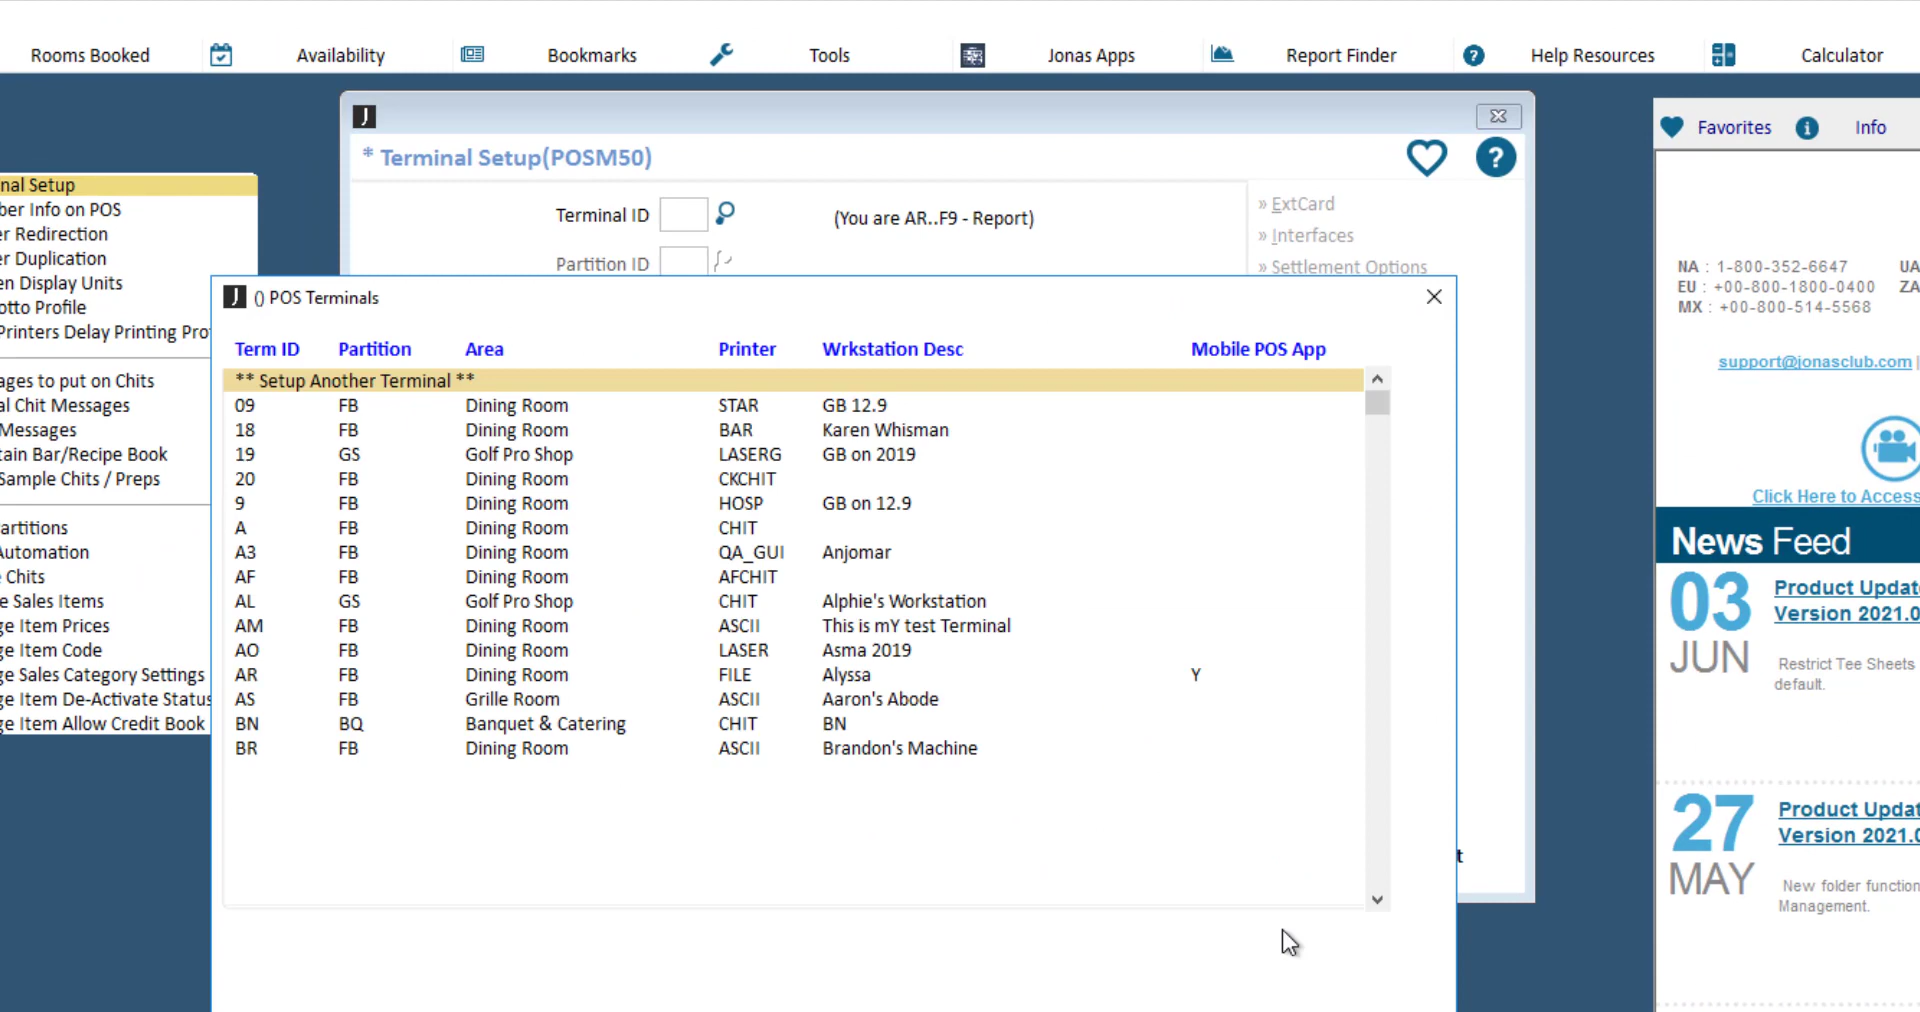 Rooms Booked Availability Bookmarks Tools Jonas Apps Report Finder ? Help Resources Calculator
J
* Terminal Setup(POSM50) ?
Terminal ID (You are AR..F9 - Report)
Partition ID
» ExtCard
» Interfaces
» Settlement Options
nal Setup
ber Info on POS
er Redirection
er Duplication
en Display Units
otto Profile
Printers Delay Printing Pro
ages to put on Chits
al Chit Messages
Messages
tain Bar/Recipe Book
Sample Chits / Preps
artitions
Automation
Chits
e Sales Items
ge Item Prices
ge Item Code
ge Sales Category Settings
ge Item De-Activate Status
ge Item Allow Credit Book
J () POS Terminals
Term ID Partition Area Printer Wrkstation Desc Mobile POS App
** Setup Another Terminal **
09 FB Dining Room STAR GB 12.9
18 FB Dining Room BAR Karen Whisman
19 GS Golf Pro Shop LASERG GB on 2019
20 FB Dining Room CKCHIT
9 FB Dining Room HOSP GB on 12.9
A FB Dining Room CHIT
A3 FB Dining Room QA_GUI Anjomar
AF FB Dining Room AFCHIT
AL GS Golf Pro Shop CHIT Alphie's Workstation
AM FB Dining Room ASCII This is mY test Terminal
AO FB Dining Room LASER Asma 2019
AR FB Dining Room FILE Alyssa Y
AS FB Grille Room ASCII Aaron's Abode
BN BQ Banquet & Catering CHIT BN
BR FB Dining Room ASCII Brandon's Machine
t
Favorites i Info
NA : 1-800-352-6647 UA
EU : +00-800-1800-0400 ZA
MX : +00-800-514-5568
support@jonasclub.com |
Click Here to Access
News Feed
03 JUN
Product Update
Version 2021.0
Restrict Tee Sheets
default.
27 MAY
Product Updat
Version 2021.0
New folder function
Management.